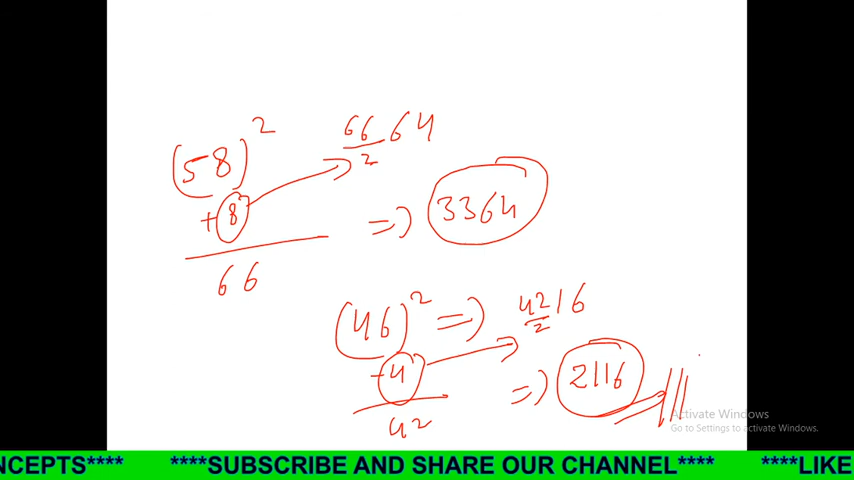 (58)²
+8
66
66/2 64
=) 3364
(46)² =) 42/2 16
-4
42
=) 2116
Activate Windows
Go to Settings to activate Windows.
NCEPTS**** ****SUBSCRIBE AND SHARE OUR CHANNEL**** ****LIKE